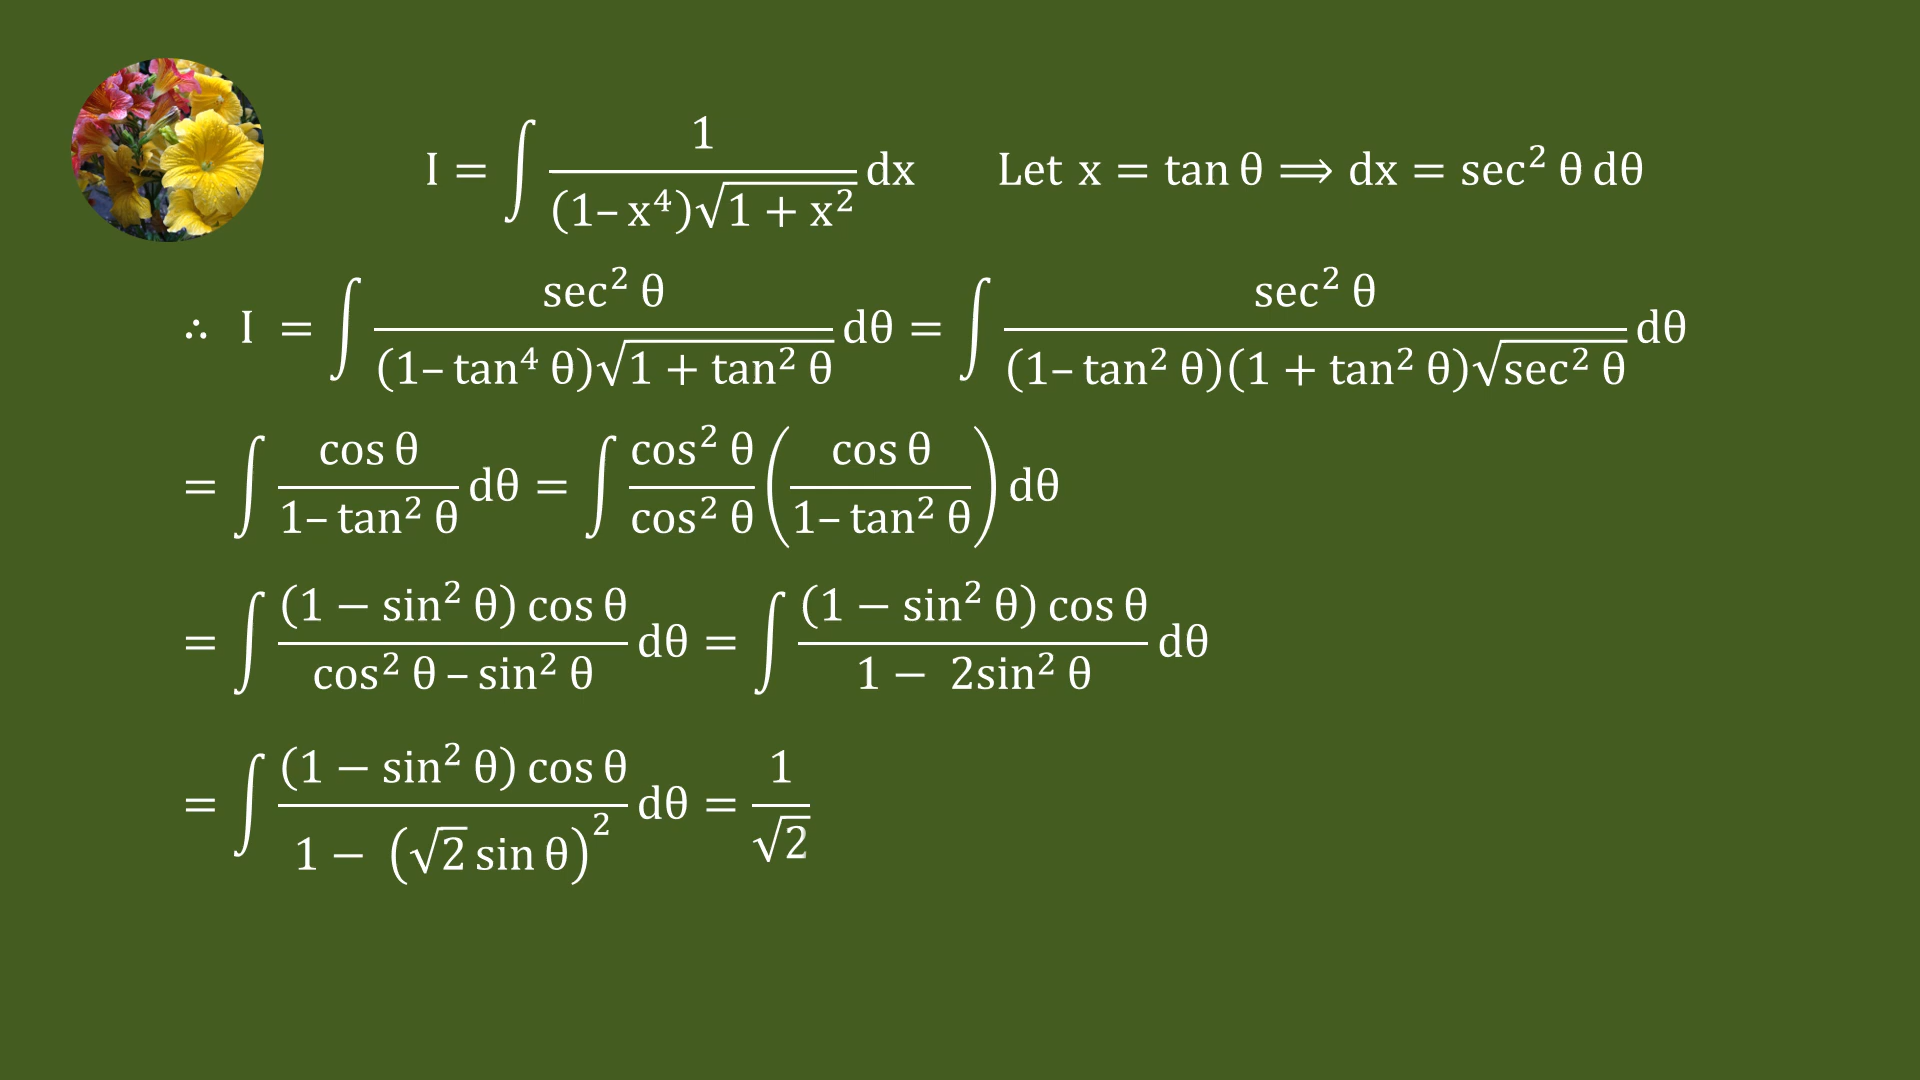 I = ∫ 1 / ((1– x⁴)√(1 + x²)) dx Let x = tan θ ⟹ dx = sec² θ dθ
∴ I = ∫ sec² θ / ((1– tan⁴ θ)√(1 + tan² θ)) dθ = ∫ sec² θ / ((1– tan² θ)(1 + tan² θ)√(sec² θ)) dθ
= ∫ cos θ / (1– tan² θ) dθ = ∫ cos² θ / cos² θ (cos θ / (1– tan² θ)) dθ
= ∫ (1 − sin² θ) cos θ / (cos² θ – sin² θ) dθ = ∫ (1 − sin² θ) cos θ / (1 − 2sin² θ) dθ
= ∫ (1 − sin² θ) cos θ / (1 − (√2 sin θ)²) dθ = 1 / √2